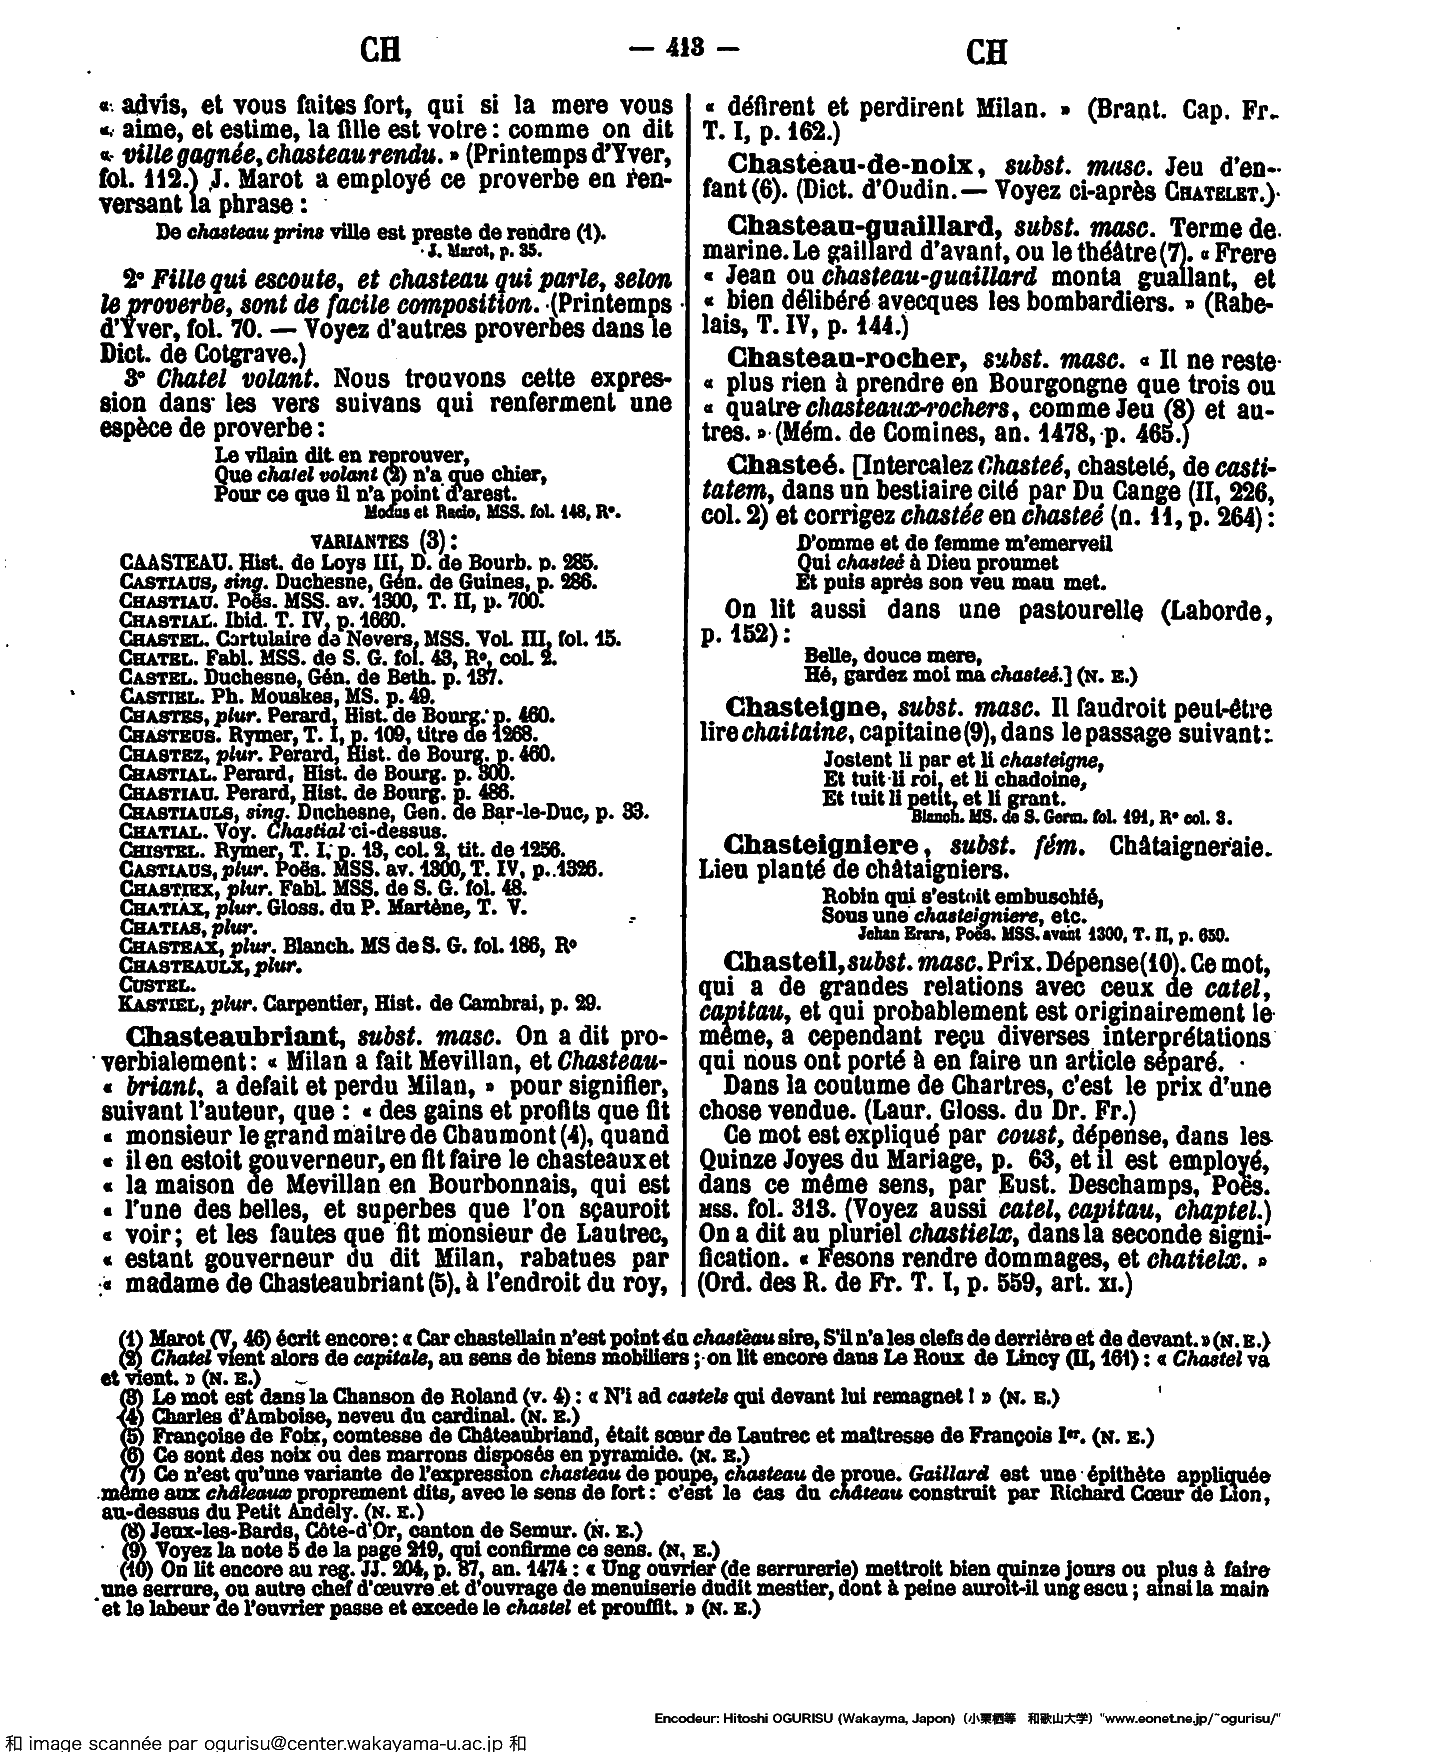 CH — 413 — CH
« advis, et vous faites fort, qui si la mere vous
« aime, et estime, la fille est votre : comme on dit
« ville gagnée, chasteau rendu. » (Printemps d'Yver,
fol. 112.) J. Marot a employé ce proverbe en ren-
versant la phrase :
De chasteau prins ville est preste de rendre (1).
J. Marot, p. 35.
2° Fille qui escoute, et chasteau qui parle, selon
le proverbe, sont de facile composition. (Printemps
d'Yver, fol. 70. — Voyez d'autres proverbes dans le
Dict. de Cotgrave.)
3° Chatel volant. Nous trouvons cette expres-
sion dans les vers suivans qui renferment une
espèce de proverbe :
Le vilain dit en reprouver,
Que chatel volant (2) n'a que chier,
Pour ce que il n'a point d'arest.
Modus et Racio, MSS. fol. 148, R°.
VARIANTES (3) :
CAASTEAU. Hist. de Loys III, D. de Bourb. p. 285.
CASTIAUS, sing. Duchesne, Gén. de Guines, p. 286.
CHASTIAU. Poës. MSS. av. 1300, T. II, p. 700.
CHASTIAL. Ibid. T. IV, p. 1660.
CHASTEL. Cartulaire de Nevers, MSS. Vol. III, fol. 15.
CHATEL. Fabl. MSS. de S. G. fol. 43, R°, col. 2.
CASTEL. Duchesne, Gén. de Beth. p. 137.
CASTIEL. Ph. Mouskes, MS. p. 49.
CHASTES, plur. Perard, Hist. de Bourg. p. 460.
CHASTEUS. Rymer, T. I, p. 109, titre de 1268.
CHASTEZ, plur. Perard, Hist. de Bourg. p. 460.
CHASTIAL. Perard, Hist. de Bourg. p. 300.
CHASTIAU. Perard, Hist. de Bourg. p. 486.
CHASTIAULS, sing. Duchesne, Gen. de Bar-le-Duc, p. 33.
CHATIAL. Voy. Chastial ci-dessus.
CHISTEL. Rymer, T. I, p. 13, col. 2, tit. de 1256.
CASTIAUS, plur. Poës. MSS. av. 1300, T. IV, p. 1326.
CHASTIEX, plur. Fabl. MSS. de S. G. fol. 48.
CHATIAX, plur. Gloss. du P. Martène, T. V.
CHATIAS, plur.
CHASTEAX, plur. Blanch. MS de S. G. fol. 186, R°
CHASTEAULX, plur.
CUSTEL.
KASTIEL, plur. Carpentier, Hist. de Cambrai, p. 29.
Chasteaubriant, subst. masc. On a dit pro-
verbialement : « Milan a fait Mevillan, et Chasteau-
« briant, a defait et perdu Milan, » pour signifier,
suivant l'auteur, que : « des gains et profits que fit
« monsieur le grand maitre de Chaumont (4), quand
« il en estoit gouverneur, en fit faire le chasteaux et
« la maison de Mevillan en Bourbonnais, qui est
« l'une des belles, et superbes que l'on sçauroit
« voir ; et les fautes que fit monsieur de Lautrec,
« estant gouverneur du dit Milan, rabatues par
« madame de Chasteaubriant (5), à l'endroit du roy,
« défirent et perdirent Milan. » (Brant. Cap. Fr.
T. I, p. 162.)
Chasteau-de-noix, subst. masc. Jeu d'en-
fant (6). (Dict. d'Oudin. — Voyez ci-après CHATELET.)
Chasteau-guaillard, subst. masc. Terme de
marine. Le gaillard d'avant, ou le théâtre (7). « Frere
« Jean ou chasteau-guaillard monta guallant, et
« bien délibéré avecques les bombardiers. » (Rabe-
lais, T. IV, p. 144.)
Chasteau-rocher, subst. masc. « Il ne reste
« plus rien à prendre en Bourgongne que trois ou
« quatre chasteaux-rochers, comme Jeu (8) et au-
tres. » (Mém. de Comines, an. 1478, p. 465.)
Chasteé. [Intercalez Chasteé, chasteté, de casti-
tatem, dans un bestiaire cité par Du Cange (II, 226,
col. 2) et corrigez chastée en chasteé (n. 11, p. 264) :
D'omme et de femme m'emerveil
Qui chasteé à Dieu proumet
Et puis après son veu mau met.
On lit aussi dans une pastourelle (Laborde,
p. 152) :
Belle, douce mere,
Hé, gardez moi ma chasteé.] (N. E.)
Chasteigne, subst. masc. Il faudroit peut-être
lire chaitaine, capitaine (9), dans le passage suivant :
Jostent li par et li chasteigne,
Et tuit li roi, et li chadoine,
Et tuit li petit, et li grant.
Blanch. MS. de S. Germ. fol. 191, R° col. 3.
Chasteigniere, subst. fém. Châtaigneraie.
Lieu planté de châtaigniers.
Robin qui s'estoit embuschié,
Sous une chasteigniere, etc.
Jehan Erars, Poës. MSS. avant 1300, T. II, p. 650.
Chasteil, subst. masc. Prix. Dépense (10). Ce mot,
qui a de grandes relations avec ceux de catel,
capitau, et qui probablement est originairement le
même, a cependant reçu diverses interprétations
qui nous ont porté à en faire un article séparé.
Dans la coutume de Chartres, c'est le prix d'une
chose vendue. (Laur. Gloss. du Dr. Fr.)
Ce mot est expliqué par coust, dépense, dans les
Quinze Joyes du Mariage, p. 63, et il est employé,
dans ce même sens, par Eust. Deschamps, Poës.
MSS. fol. 313. (Voyez aussi catel, capitau, chaptel.)
On a dit au pluriel chastielx, dans la seconde signi-
fication. « Fesons rendre dommages, et chatielx. »
(Ord. des R. de Fr. T. I, p. 559, art. XI.)
(1) Marot (V, 46) écrit encore : « Car chastellain n'est point du chastèau sire, S'il n'a les clefs de derrière et de devant. » (N. E.)
(2) Chatel vient alors de capitale, au sens de biens mobiliers ; on lit encore dans Le Roux de Lincy (II, 161) : « Chastel va
et vient. » (N. E.)
(3) Le mot est dans la Chanson de Roland (v. 4) : « N'i ad castels qui devant lui remagnet ! » (N. E.)
(4) Charles d'Amboise, neveu du cardinal. (N. E.)
(5) Françoise de Foix, comtesse de Châteaubriand, était sœur de Lautrec et maîtresse de François Ier. (N. E.)
(6) Ce sont des noix ou des marrons disposés en pyramide. (N. E.)
(7) Ce n'est qu'une variante de l'expression chasteau de poupe, chasteau de proue. Gaillard est une épithète appliquée
même aux châteaux proprement dits, avec le sens de fort : c'est le cas du château construit par Richard Cœur de Lion,
au-dessus du Petit Andely. (N. E.)
(8) Jeux-les-Bards, Côte-d'Or, canton de Semur. (N. E.)
(9) Voyez la note 5 de la page 219, qui confirme ce sens. (N. E.)
(10) On lit encore au reg. JJ. 204, p. 87, an. 1474 : « Ung ouvrier (de serrurerie) mettroit bien quinze jours ou plus à faire
une serrure, ou autre chef d'œuvre et d'ouvrage de menuiserie dudit mestier, dont à peine auroit-il ung escu ; ainsi la main
et le labeur de l'euvrier passe et excede le chastel et prouffit. » (N. E.)
Encodeur: Hitoshi OGURISU (Wakayma, Japon) (小栗栖等 和歌山大学) "www.eonet.ne.jp/~ogurisu/"
和 image scannée par ogurisu@center.wakayama-u.ac.jp 和